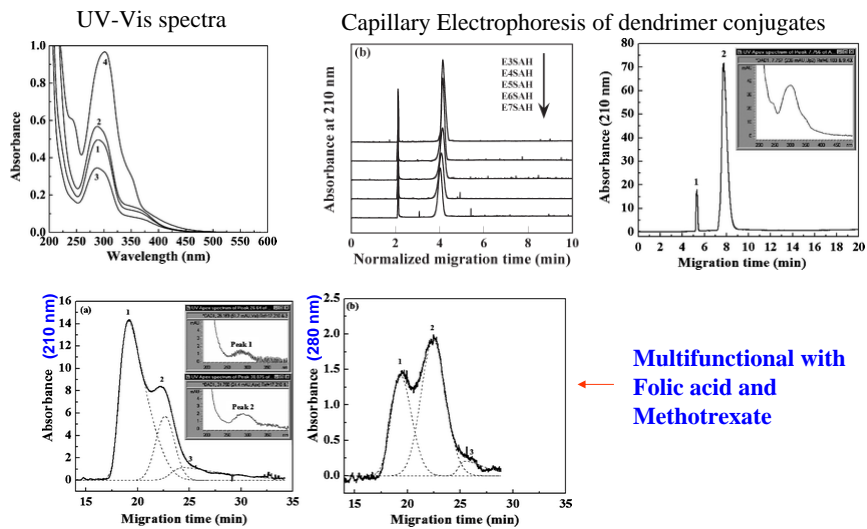 UV-Vis spectra
Capillary Electrophoresis of dendrimer conjugates
1.0
0.8
0.6
0.4
0.2
0.0
200 250 300 350 400 450 500 550 600
Absorbance
Wavelength (nm)
4
2
1
3
(b)
E3SAH
E4SAH
E5SAH
E6SAH
E7SAH
Absorbance at 210 nm
0 2 4 6 8 10
Normalized migration time (min)
80
70
60
50
40
30
20
10
0
Absorbance (210 nm)
1
2
0 2 4 6 8 10 12 14 16 18 20
Migration time (min)
16
14
12
10
8
6
4
2
0
Absorbance (210 nm)
(a)
1
2
3
Peak 1
Peak 2
15 20 25 30 35
Migration time (min)
2.5
2.0
1.5
1.0
0.5
0.0
Absorbance (280 nm)
(b)
1
2
3
15 20 25 30 35
Migration time (min)
Multifunctional with
Folic acid and
Methotrexate